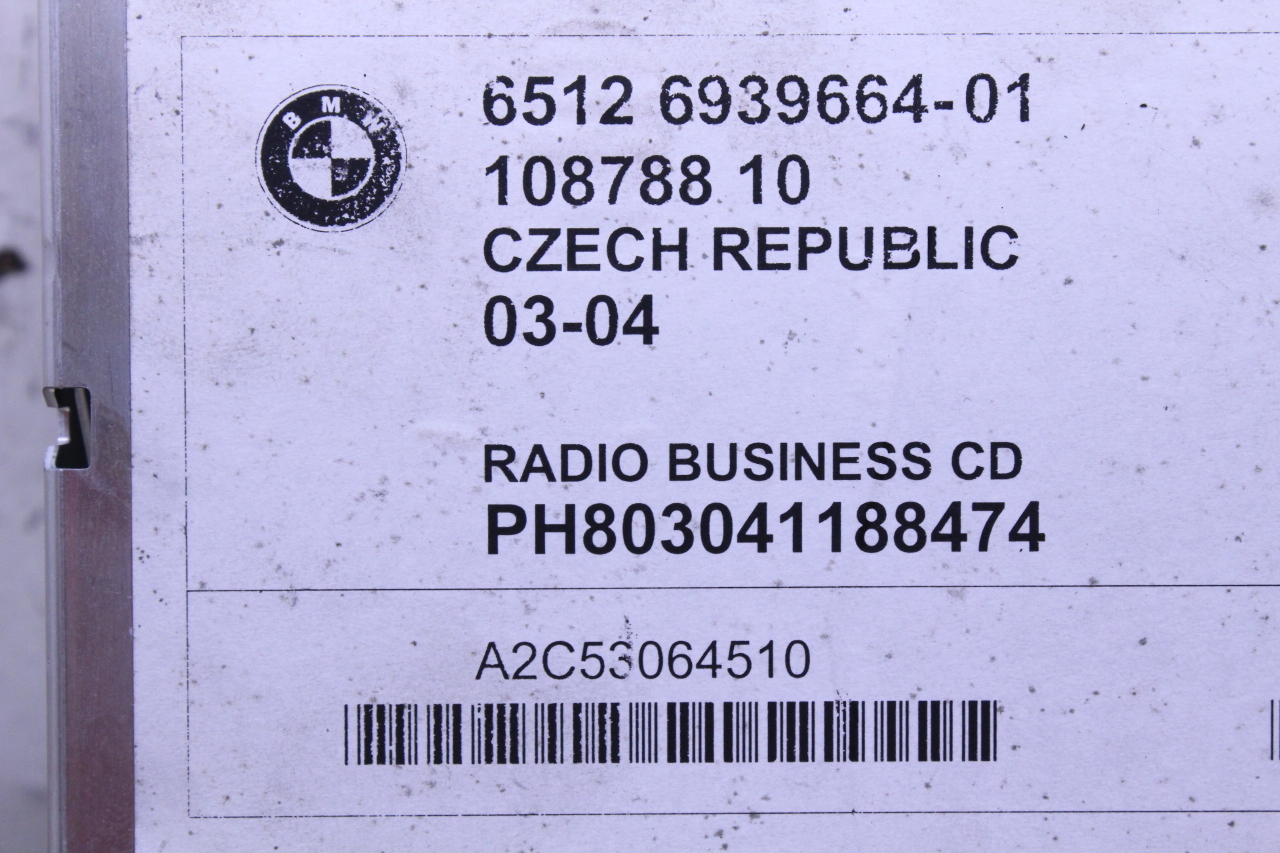 BMW
6512 6939664-01
108788 10
CZECH REPUBLIC
03-04
RADIO BUSINESS CD
PH803041188474
A2C53064510